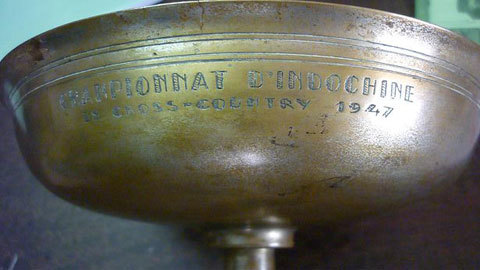 CHAMPIONNAT D'INDOCHINE
DE CROSS-COUNTRY 1947